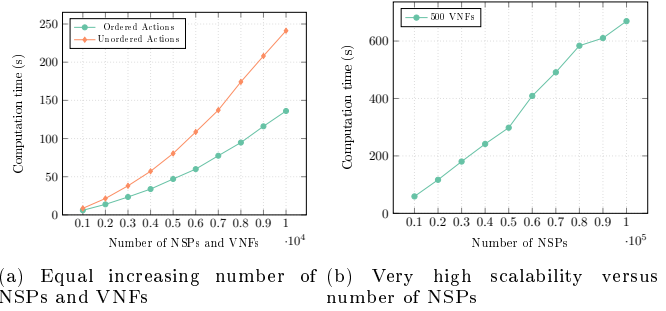 Ordered Actions
Unordered Actions
250
200
150
100
50
0
Computation time (s)
0.1 0.2 0.3 0.4 0.5 0.6 0.7 0.8 0.9 1
Number of NSPs and VNFs
·10^4
(a) Equal increasing number of
NSPs and VNFs
500 VNFs
600
400
200
0
Computation time (s)
0.1 0.2 0.3 0.4 0.5 0.6 0.7 0.8 0.9 1
Number of NSPs
·10^5
(b) Very high scalability versus
number of NSPs